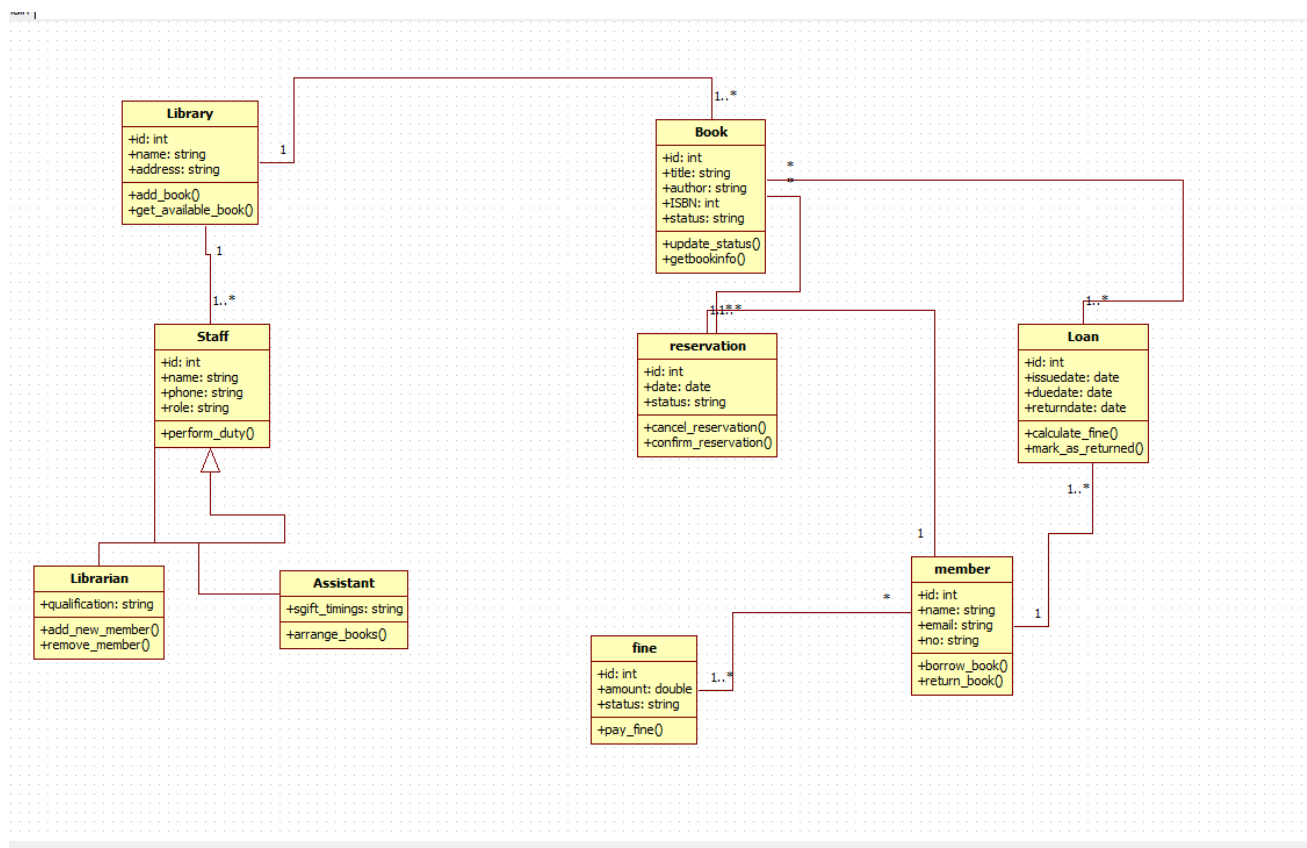 Library
+id: int
+name: string
+address: string
+add_book()
+get_available_book()
1
1..*
Book
+id: int
+title: string
+author: string
+ISBN: int
+status: string
+update_status()
+getbookinfo()
*
*
1
1..*
Staff
+id: int
+name: string
+phone: string
+role: string
+perform_duty()
reservation
+id: int
+date: date
+status: string
+cancel_reservation()
+confirm_reservation()
1..*
Loan
+id: int
+issuedate: date
+duedate: date
+returndate: date
+calculate_fine()
+mark_as_returned()
1..*
1
Librarian
+qualification: string
+add_new_member()
+remove_member()
Assistant
+sgift_timings: string
+arrange_books()
member
+id: int
+name: string
+email: string
+no: string
+borrow_book()
+return_book()
*
1
fine
+id: int
+amount: double
+status: string
+pay_fine()
1..*